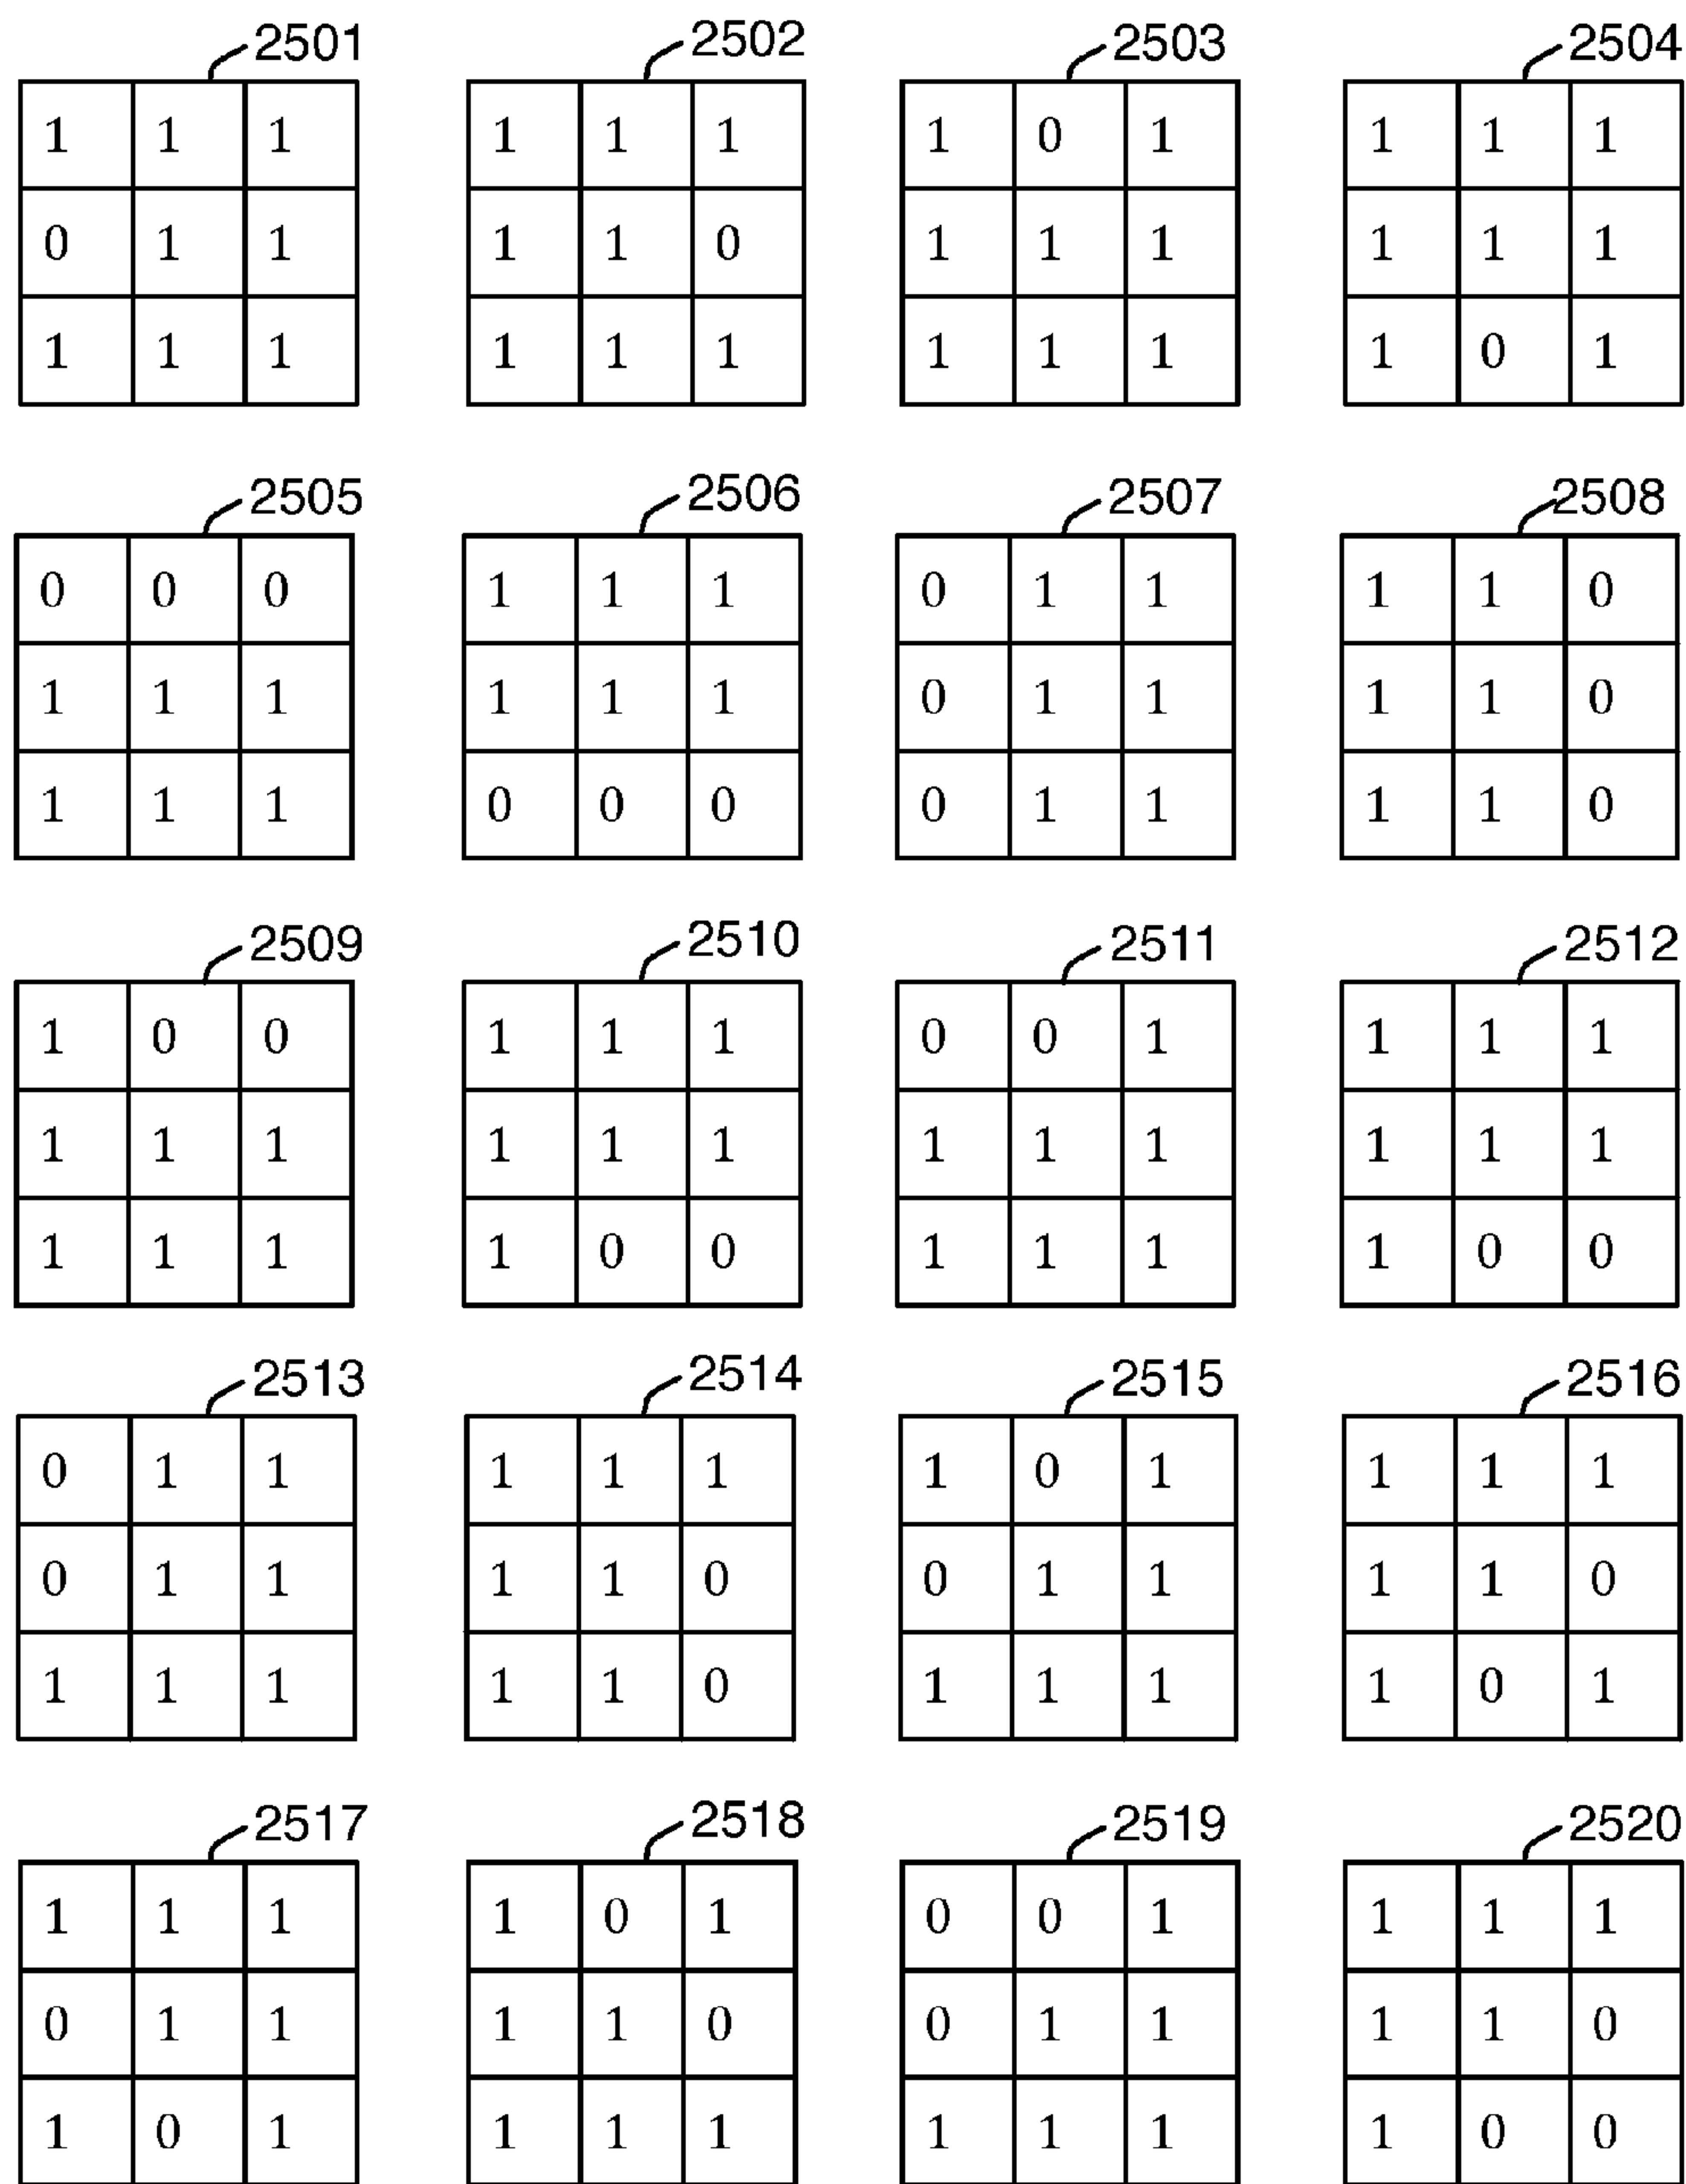 2501 2502 2503 2504
1 1 1 1 1 1 1 0 1 1 1 1
0 1 1 1 1 0 1 1 1 1 1 1
1 1 1 1 1 1 1 1 1 1 0 1
2505 2506 2507 2508
0 0 0 1 1 1 0 1 1 1 1 0
1 1 1 1 1 1 0 1 1 1 1 0
1 1 1 0 0 0 0 1 1 1 1 0
2509 2510 2511 2512
1 0 0 1 1 1 0 0 1 1 1 1
1 1 1 1 1 1 1 1 1 1 1 1
1 1 1 1 0 0 1 1 1 1 0 0
2513 2514 2515 2516
0 1 1 1 1 1 1 0 1 1 1 1
0 1 1 1 1 0 0 1 1 1 1 0
1 1 1 1 1 0 1 1 1 1 0 1
2517 2518 2519 2520
1 1 1 1 0 1 0 0 1 1 1 1
0 1 1 1 1 0 0 1 1 1 1 0
1 0 1 1 1 1 1 1 1 1 0 0